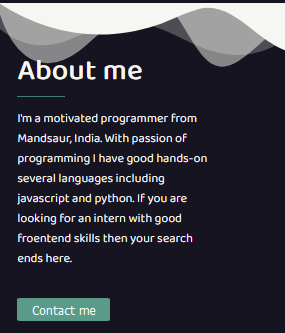 About me
I'm a motivated programmer from
Mandsaur, India. With passion of
programming I have good hands-on
several languages including
javascript and python. If you are
looking for an intern with good
froentend skills then your search
ends here.
Contact me